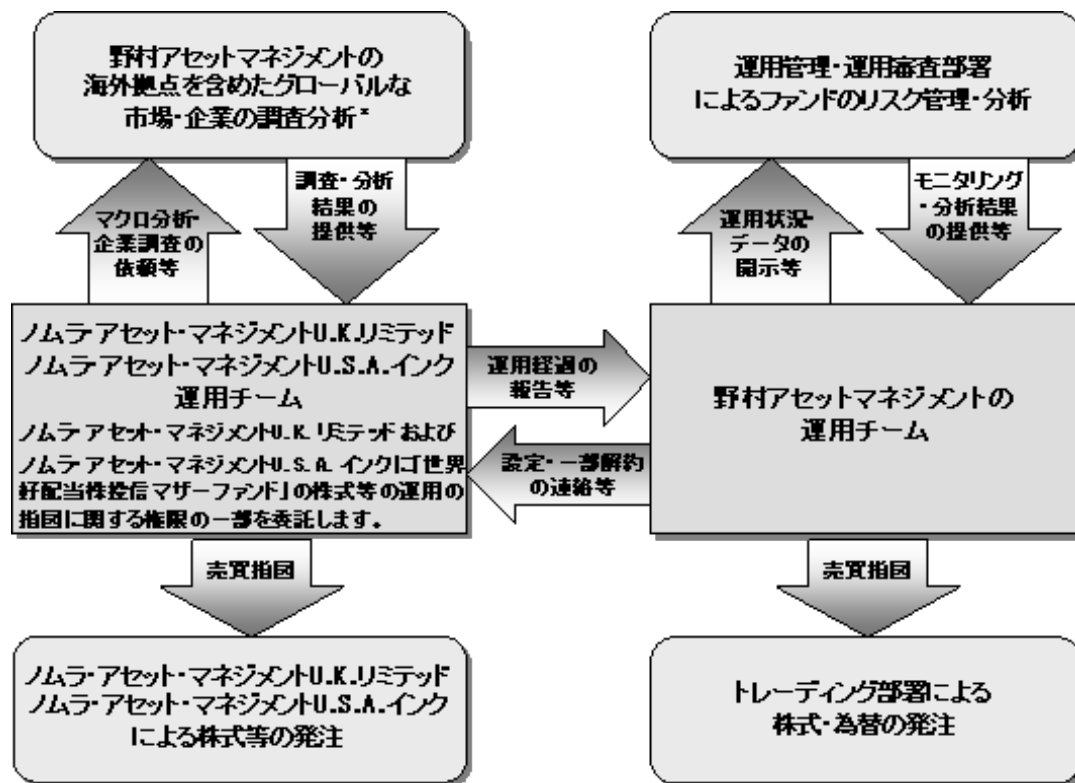 野村アセットマネジメントの
海外拠点を含めたグローバルな
市場・企業の調査分析*
運用管理・運用審査部署
によるファンドのリスク管理・分析
マクロ分析・
企業調査の
依頼等
調査・分析
結果の
提供等
運用状況・
データの
開示等
モニタリング
・分析結果
の提供等
ノムラ・アセット・マネジメントU.K.リミテッド
ノムラ・アセット・マネジメントU.S.A.インク
運用チーム
ノムラ・アセット・マネジメントU.K.リミテッドおよび
ノムラ・アセット・マネジメントU.S.A.インクに「世界
好配当株投信マザーファンド」の株式等の運用の
指図に関する権限の一部を委託します。
運用経過の
報告等
設定・一部解約
の連絡等
野村アセットマネジメントの
運用チーム
売買指図
売買指図
ノムラ・アセット・マネジメントU.K.リミテッド
ノムラ・アセット・マネジメントU.S.A.インク
による株式等の発注
トレーディング部署による
株式・為替の発注